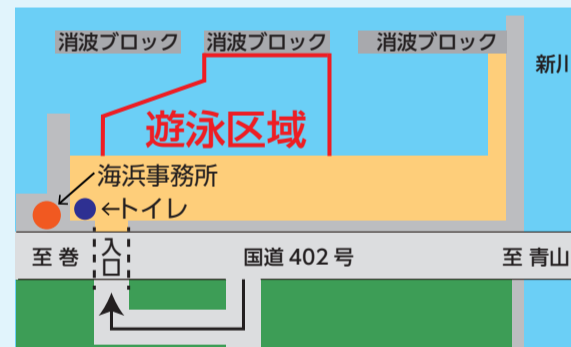 消波ブロック
消波ブロック
消波ブロック
新川
遊泳区域
海浜事務所
←トイレ
至 巻
入口
国道 402 号
至 青山